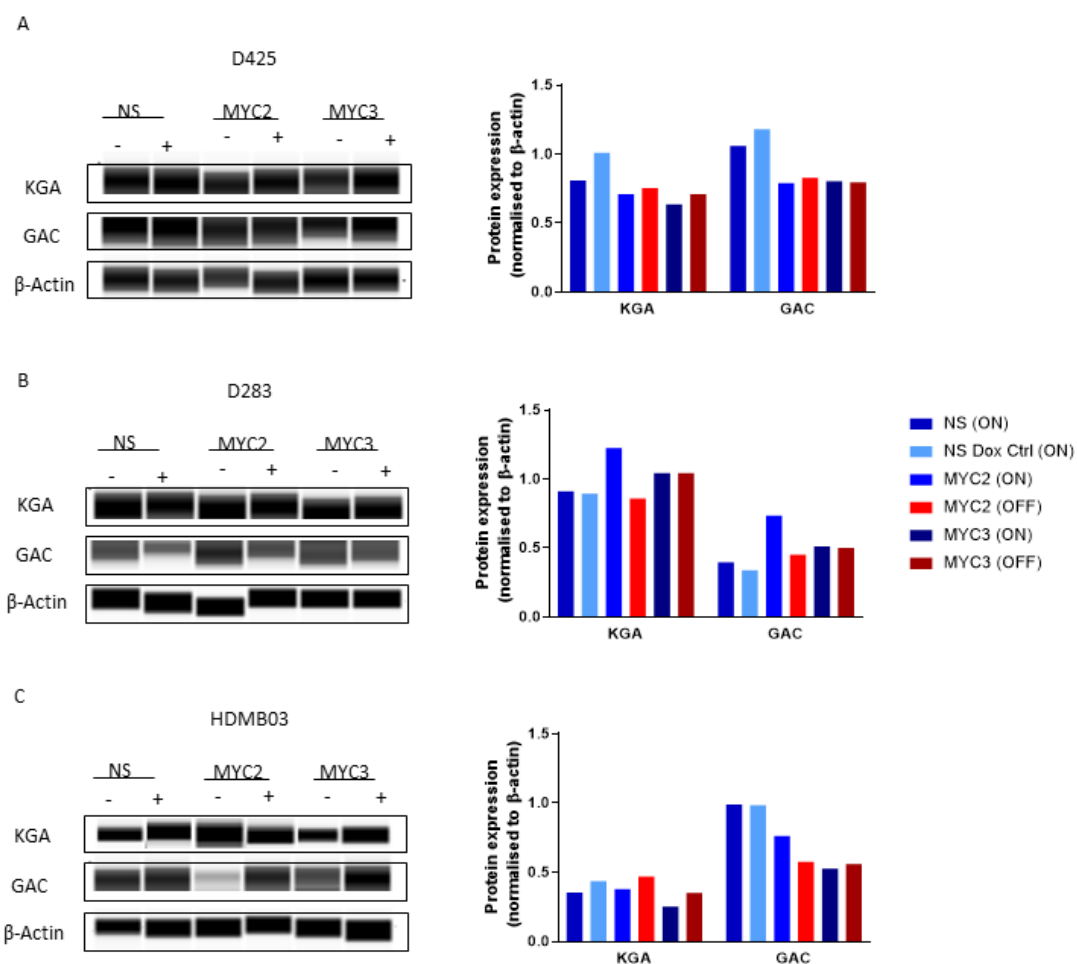 A
D425
NS MYC2 MYC3
- + - + - +
KGA
GAC
β-Actin
Protein expression
(normalised to β-actin)
1.5
1.0
0.5
0.0
KGA GAC
B
D283
NS MYC2 MYC3
- + - + - +
KGA
GAC
β-Actin
Protein expression
(normalised to β-actin)
1.5
1.0
0.5
0.0
KGA GAC
NS (ON)
NS Dox Ctrl (ON)
MYC2 (ON)
MYC2 (OFF)
MYC3 (ON)
MYC3 (OFF)
C
HDMB03
NS MYC2 MYC3
- + - + - +
KGA
GAC
β-Actin
Protein expression
(normalised to β-actin)
1.5
1.0
0.5
0.0
KGA GAC